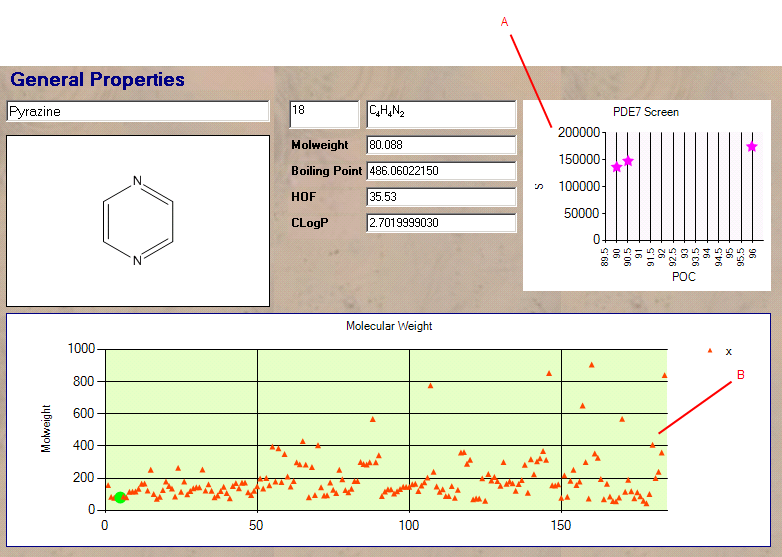 A
General Properties
Pyrazine
18
C4H4N2
Molweight
80.088
Boiling Point
486.06022150
HOF
35.53
CLogP
2.7019999030
N
N
PDE7 Screen
200000
150000
100000
50000
0
S
89.5 90 90.5 91 91.5 92 92.5 93 93.5 94 94.5 95 95.5 96
POC
Molecular Weight
1000
800
600
400
200
0
Molweight
0 50 100 150
x
B